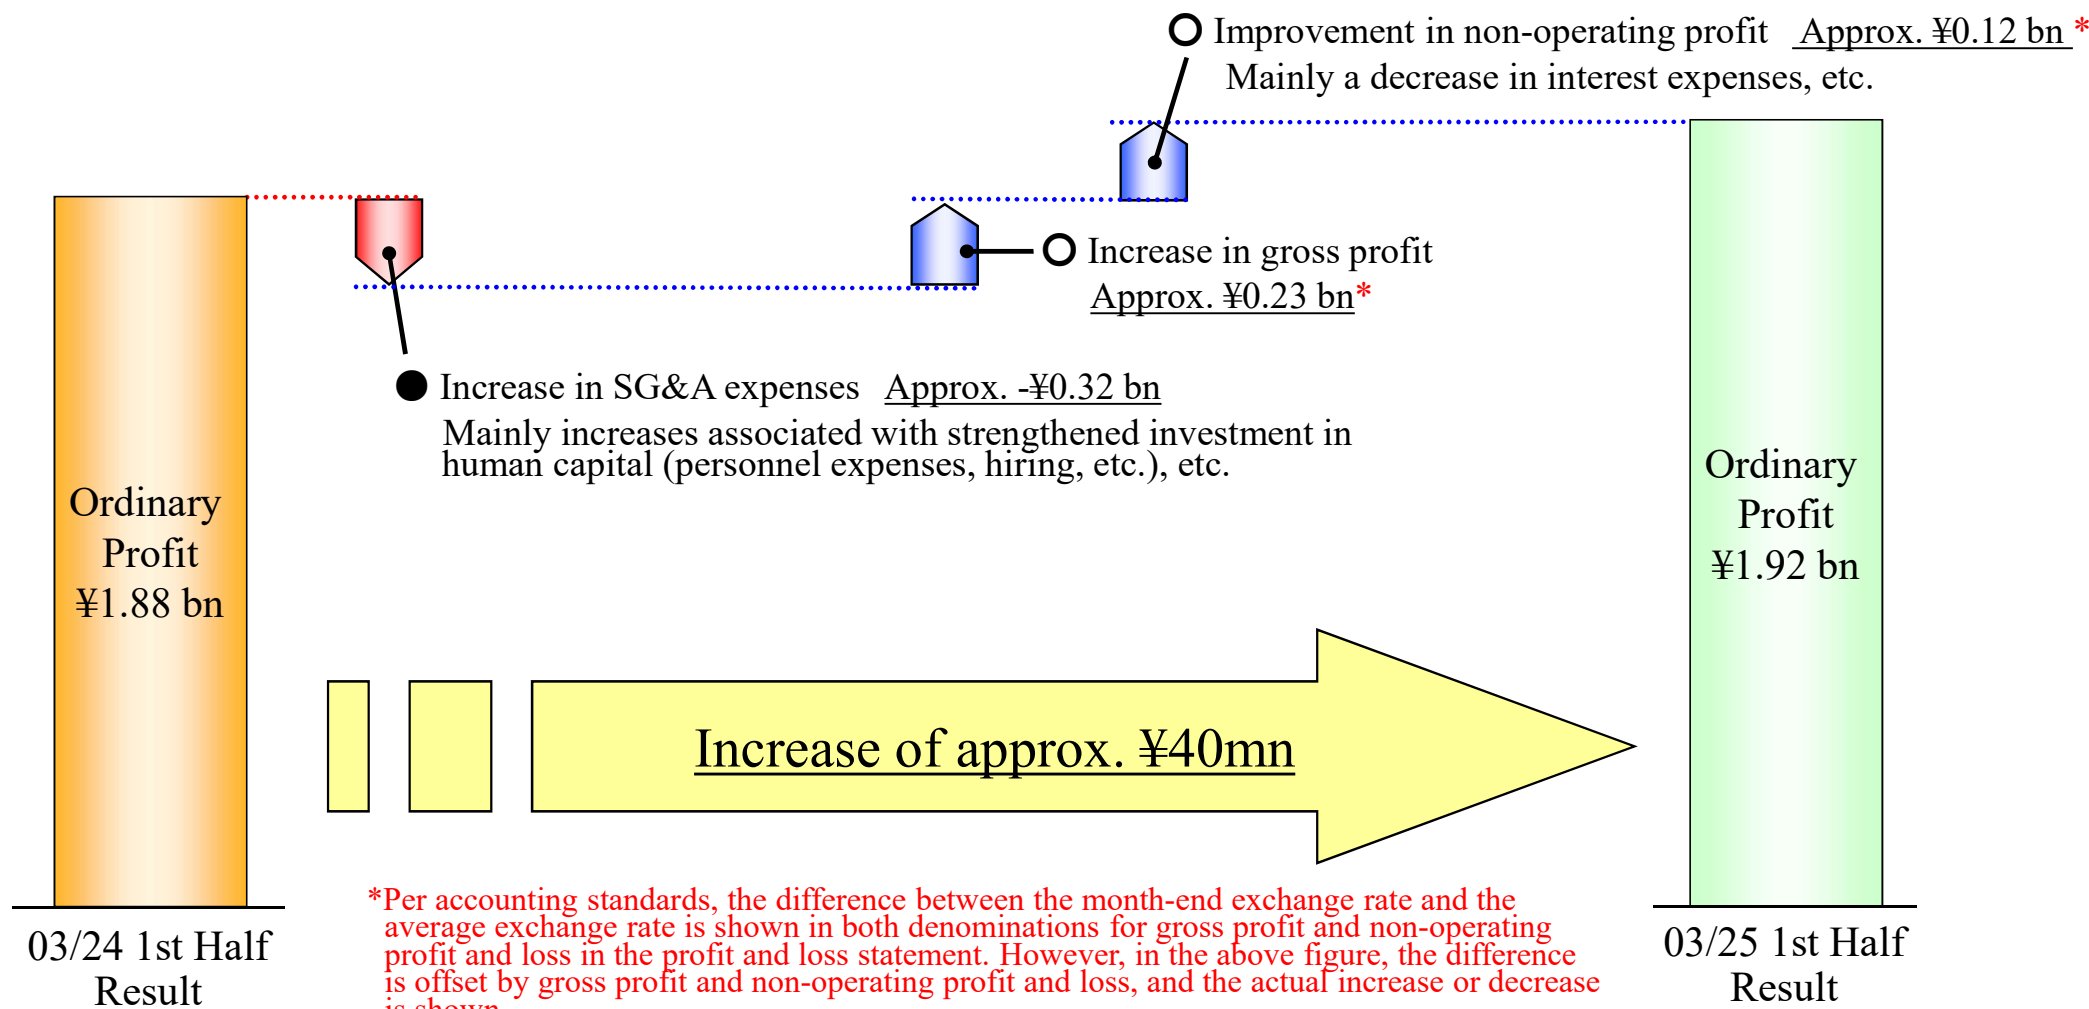 Improvement in non-operating profit Approx. ¥0.12 bn *
Mainly a decrease in interest expenses, etc.
Increase in gross profit
Approx. ¥0.23 bn*
Increase in SG&A expenses Approx. -¥0.32 bn
Mainly increases associated with strengthened investment in
human capital (personnel expenses, hiring, etc.), etc.
Ordinary
Profit
¥1.88 bn
Ordinary
Profit
¥1.92 bn
Increase of approx. ¥40mn
*Per accounting standards, the difference between the month-end exchange rate and the
average exchange rate is shown in both denominations for gross profit and non-operating
profit and loss in the profit and loss statement. However, in the above figure, the difference
is offset by gross profit and non-operating profit and loss, and the actual increase or decrease
is shown
03/24 1st Half
Result
03/25 1st Half
Result